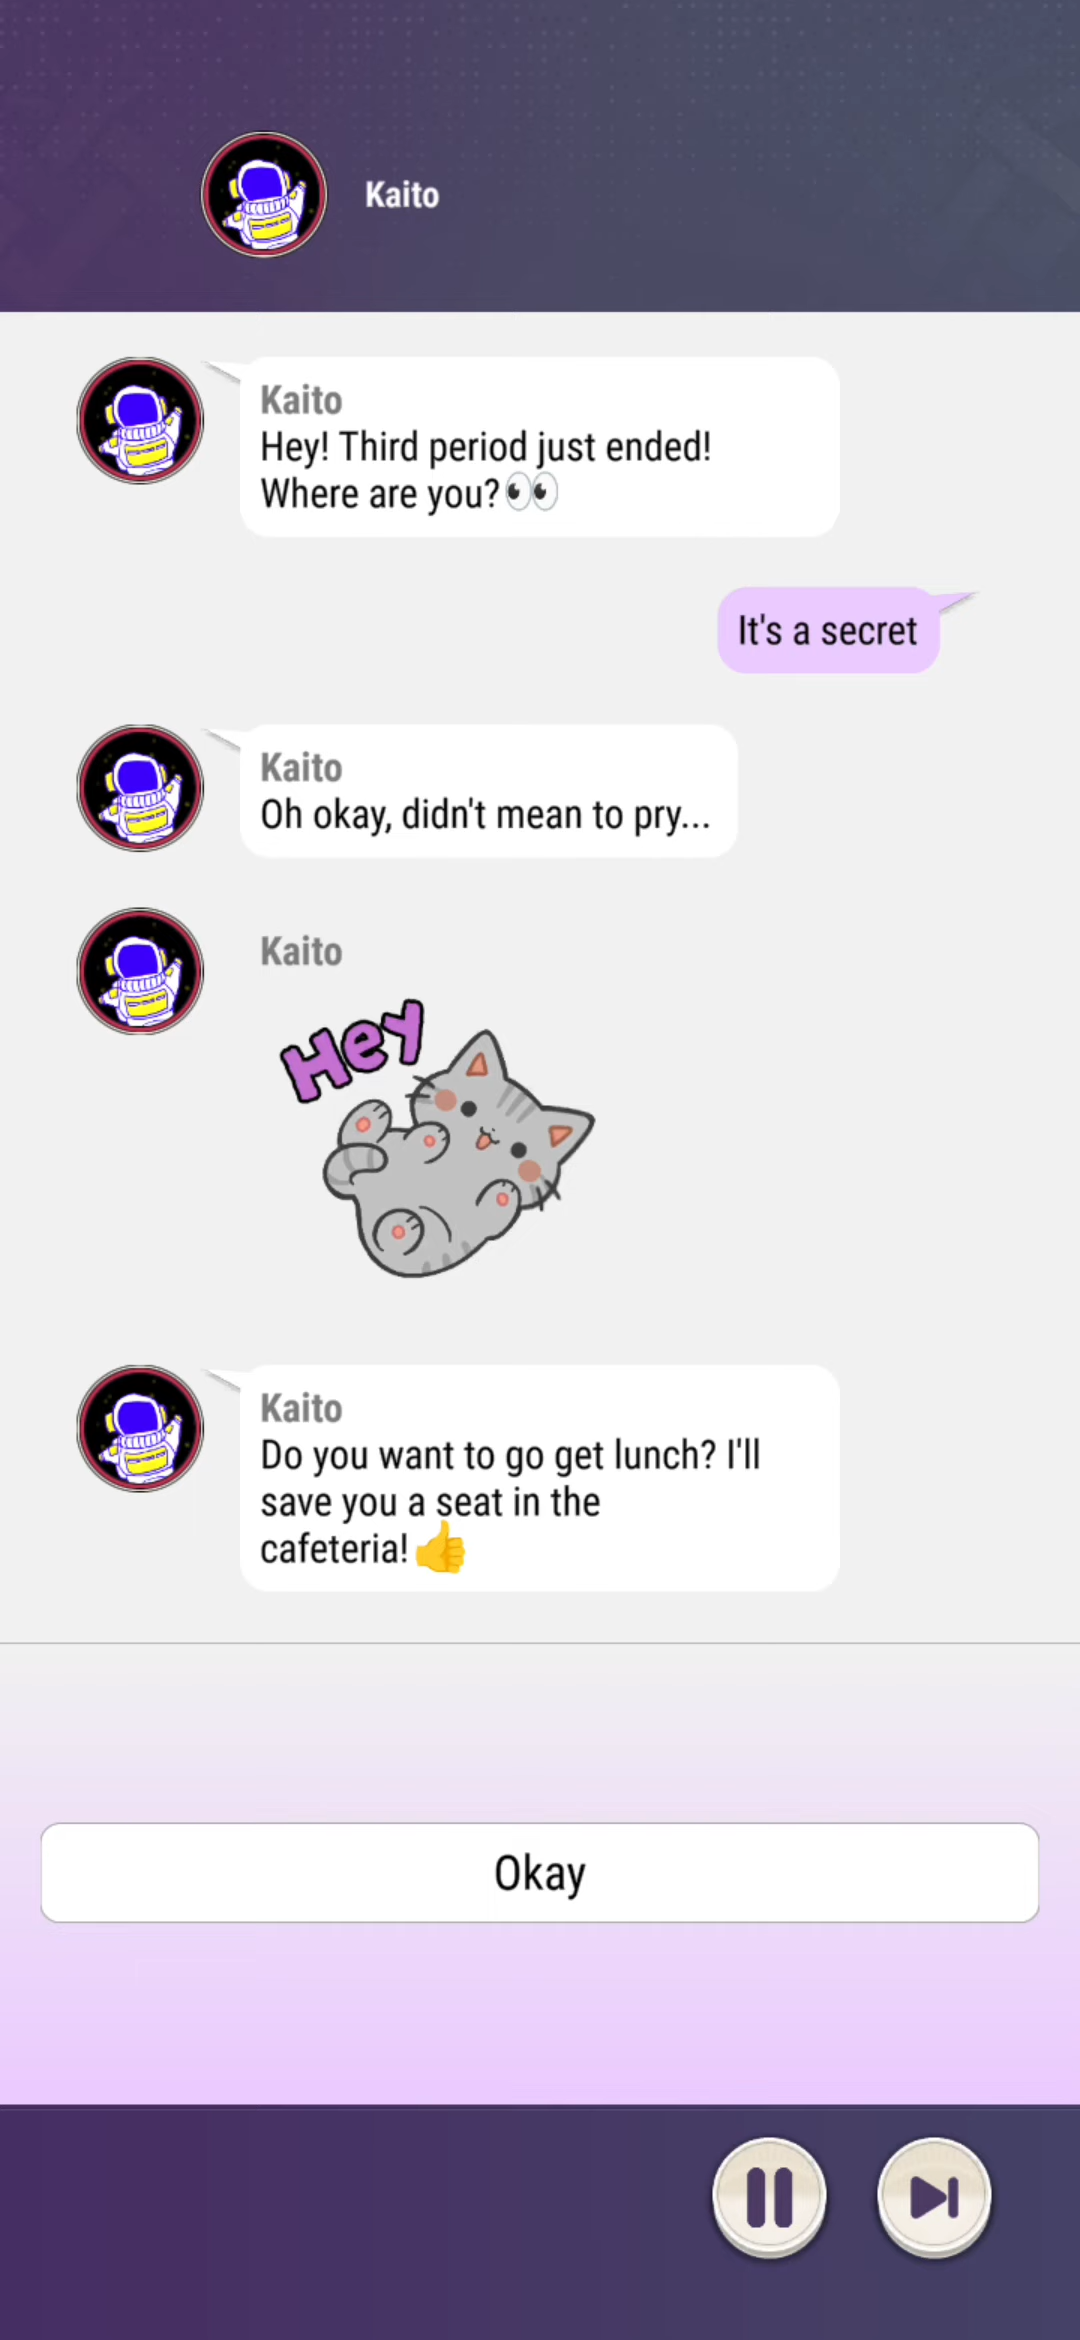 Kaito
Kaito
Hey! Third period just ended!
Where are you?👀
It's a secret
Kaito
Oh okay, didn't mean to pry...
Kaito
Hey
Kaito
Do you want to go get lunch? I'll
save you a seat in the
cafeteria!👍
Okay